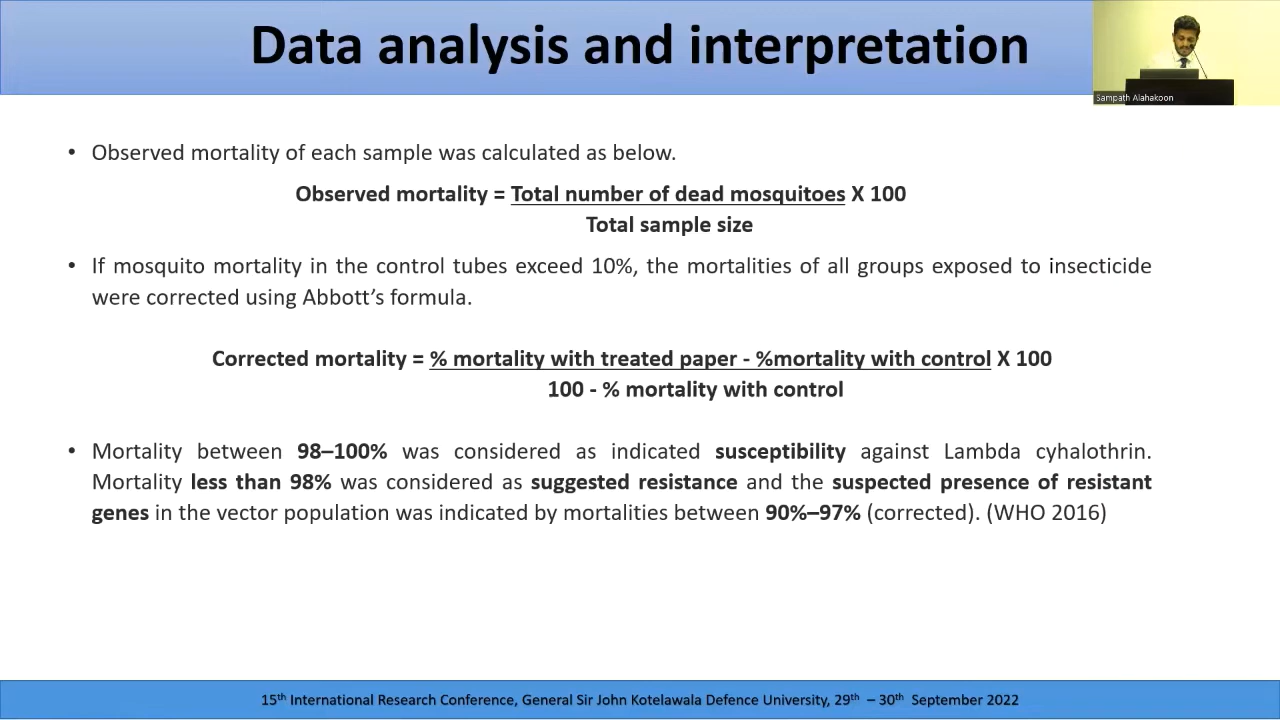 Data analysis and interpretation
Sampath Alahakoon
• Observed mortality of each sample was calculated as below.
Observed mortality = Total number of dead mosquitoes X 100
Total sample size
• If mosquito mortality in the control tubes exceed 10%, the mortalities of all groups exposed to insecticide
were corrected using Abbott’s formula.
Corrected mortality = % mortality with treated paper - %mortality with control X 100
100 - % mortality with control
• Mortality between 98–100% was considered as indicated susceptibility against Lambda cyhalothrin.
Mortality less than 98% was considered as suggested resistance and the suspected presence of resistant
genes in the vector population was indicated by mortalities between 90%–97% (corrected). (WHO 2016)
15th International Research Conference, General Sir John Kotelawala Defence University, 29th – 30th September 2022